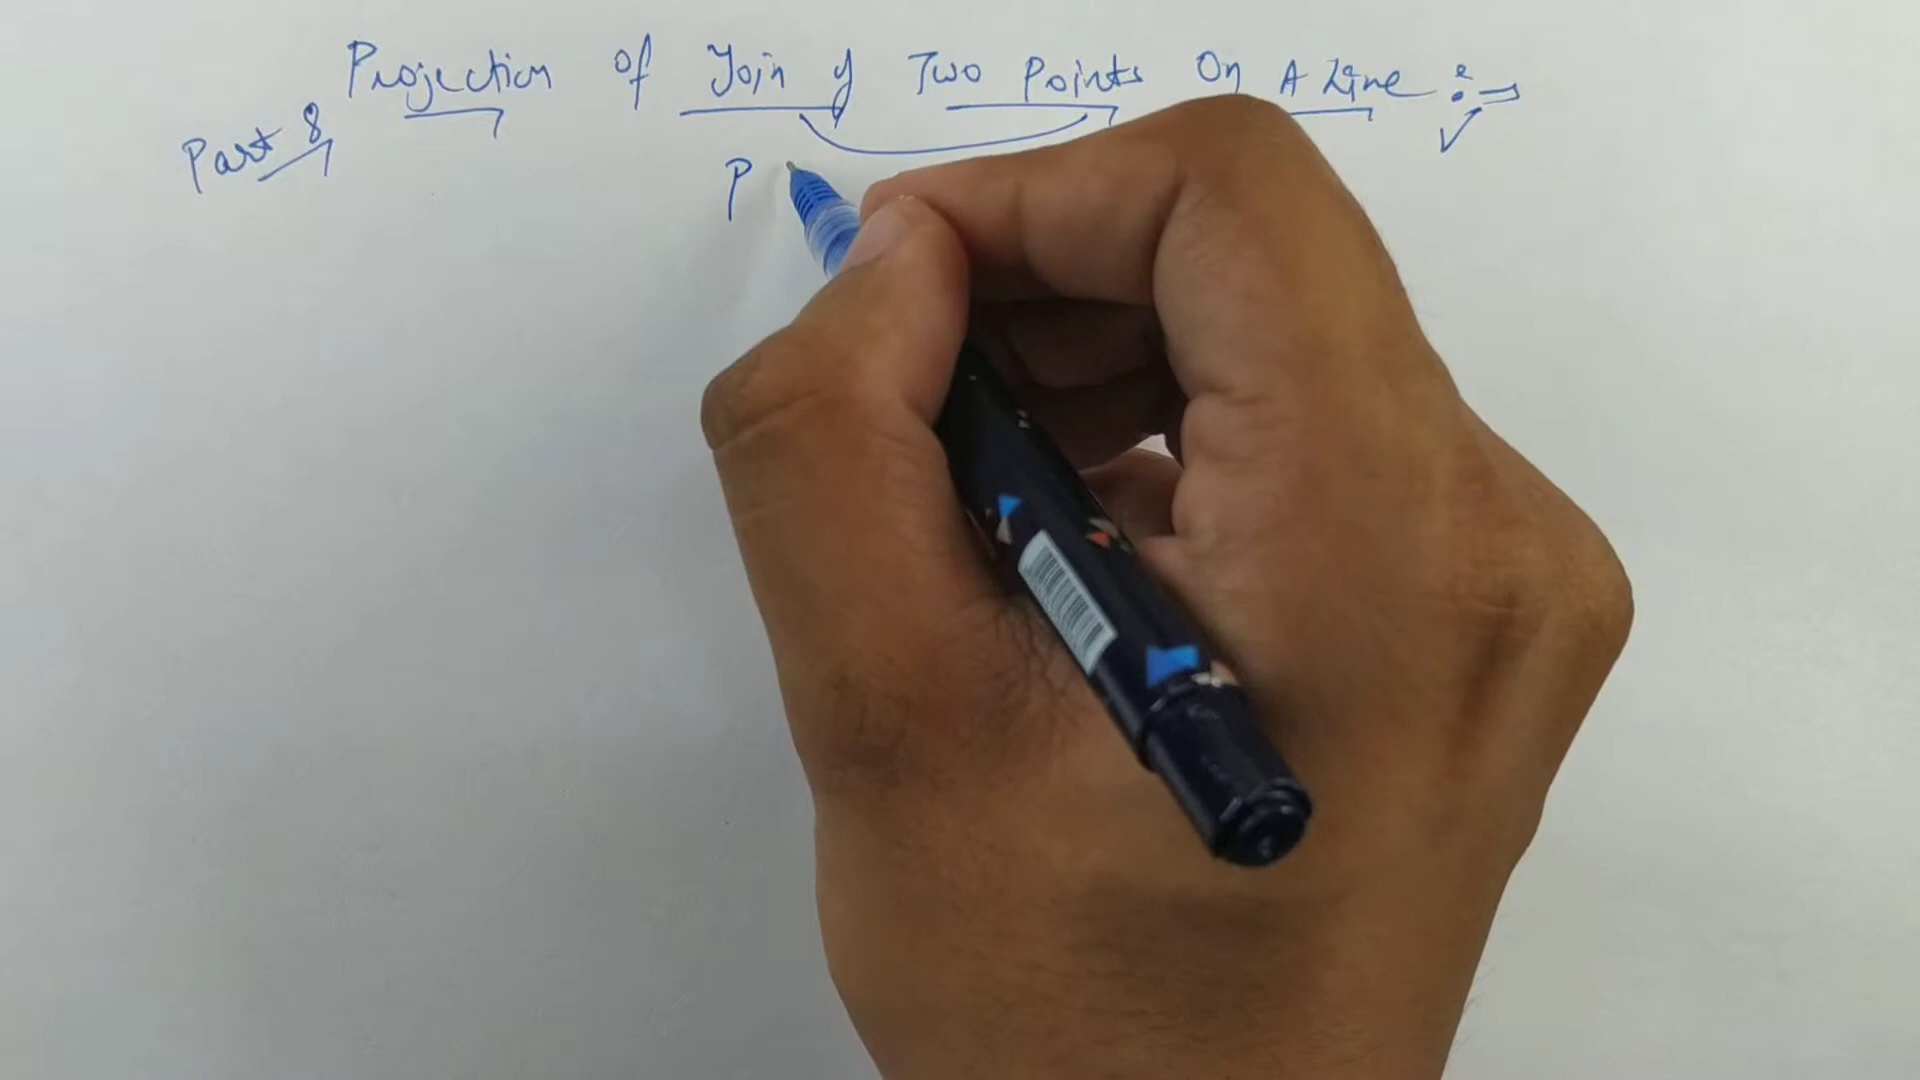 Projection of Join of Two Points On A Line :⇒
Part 8
P